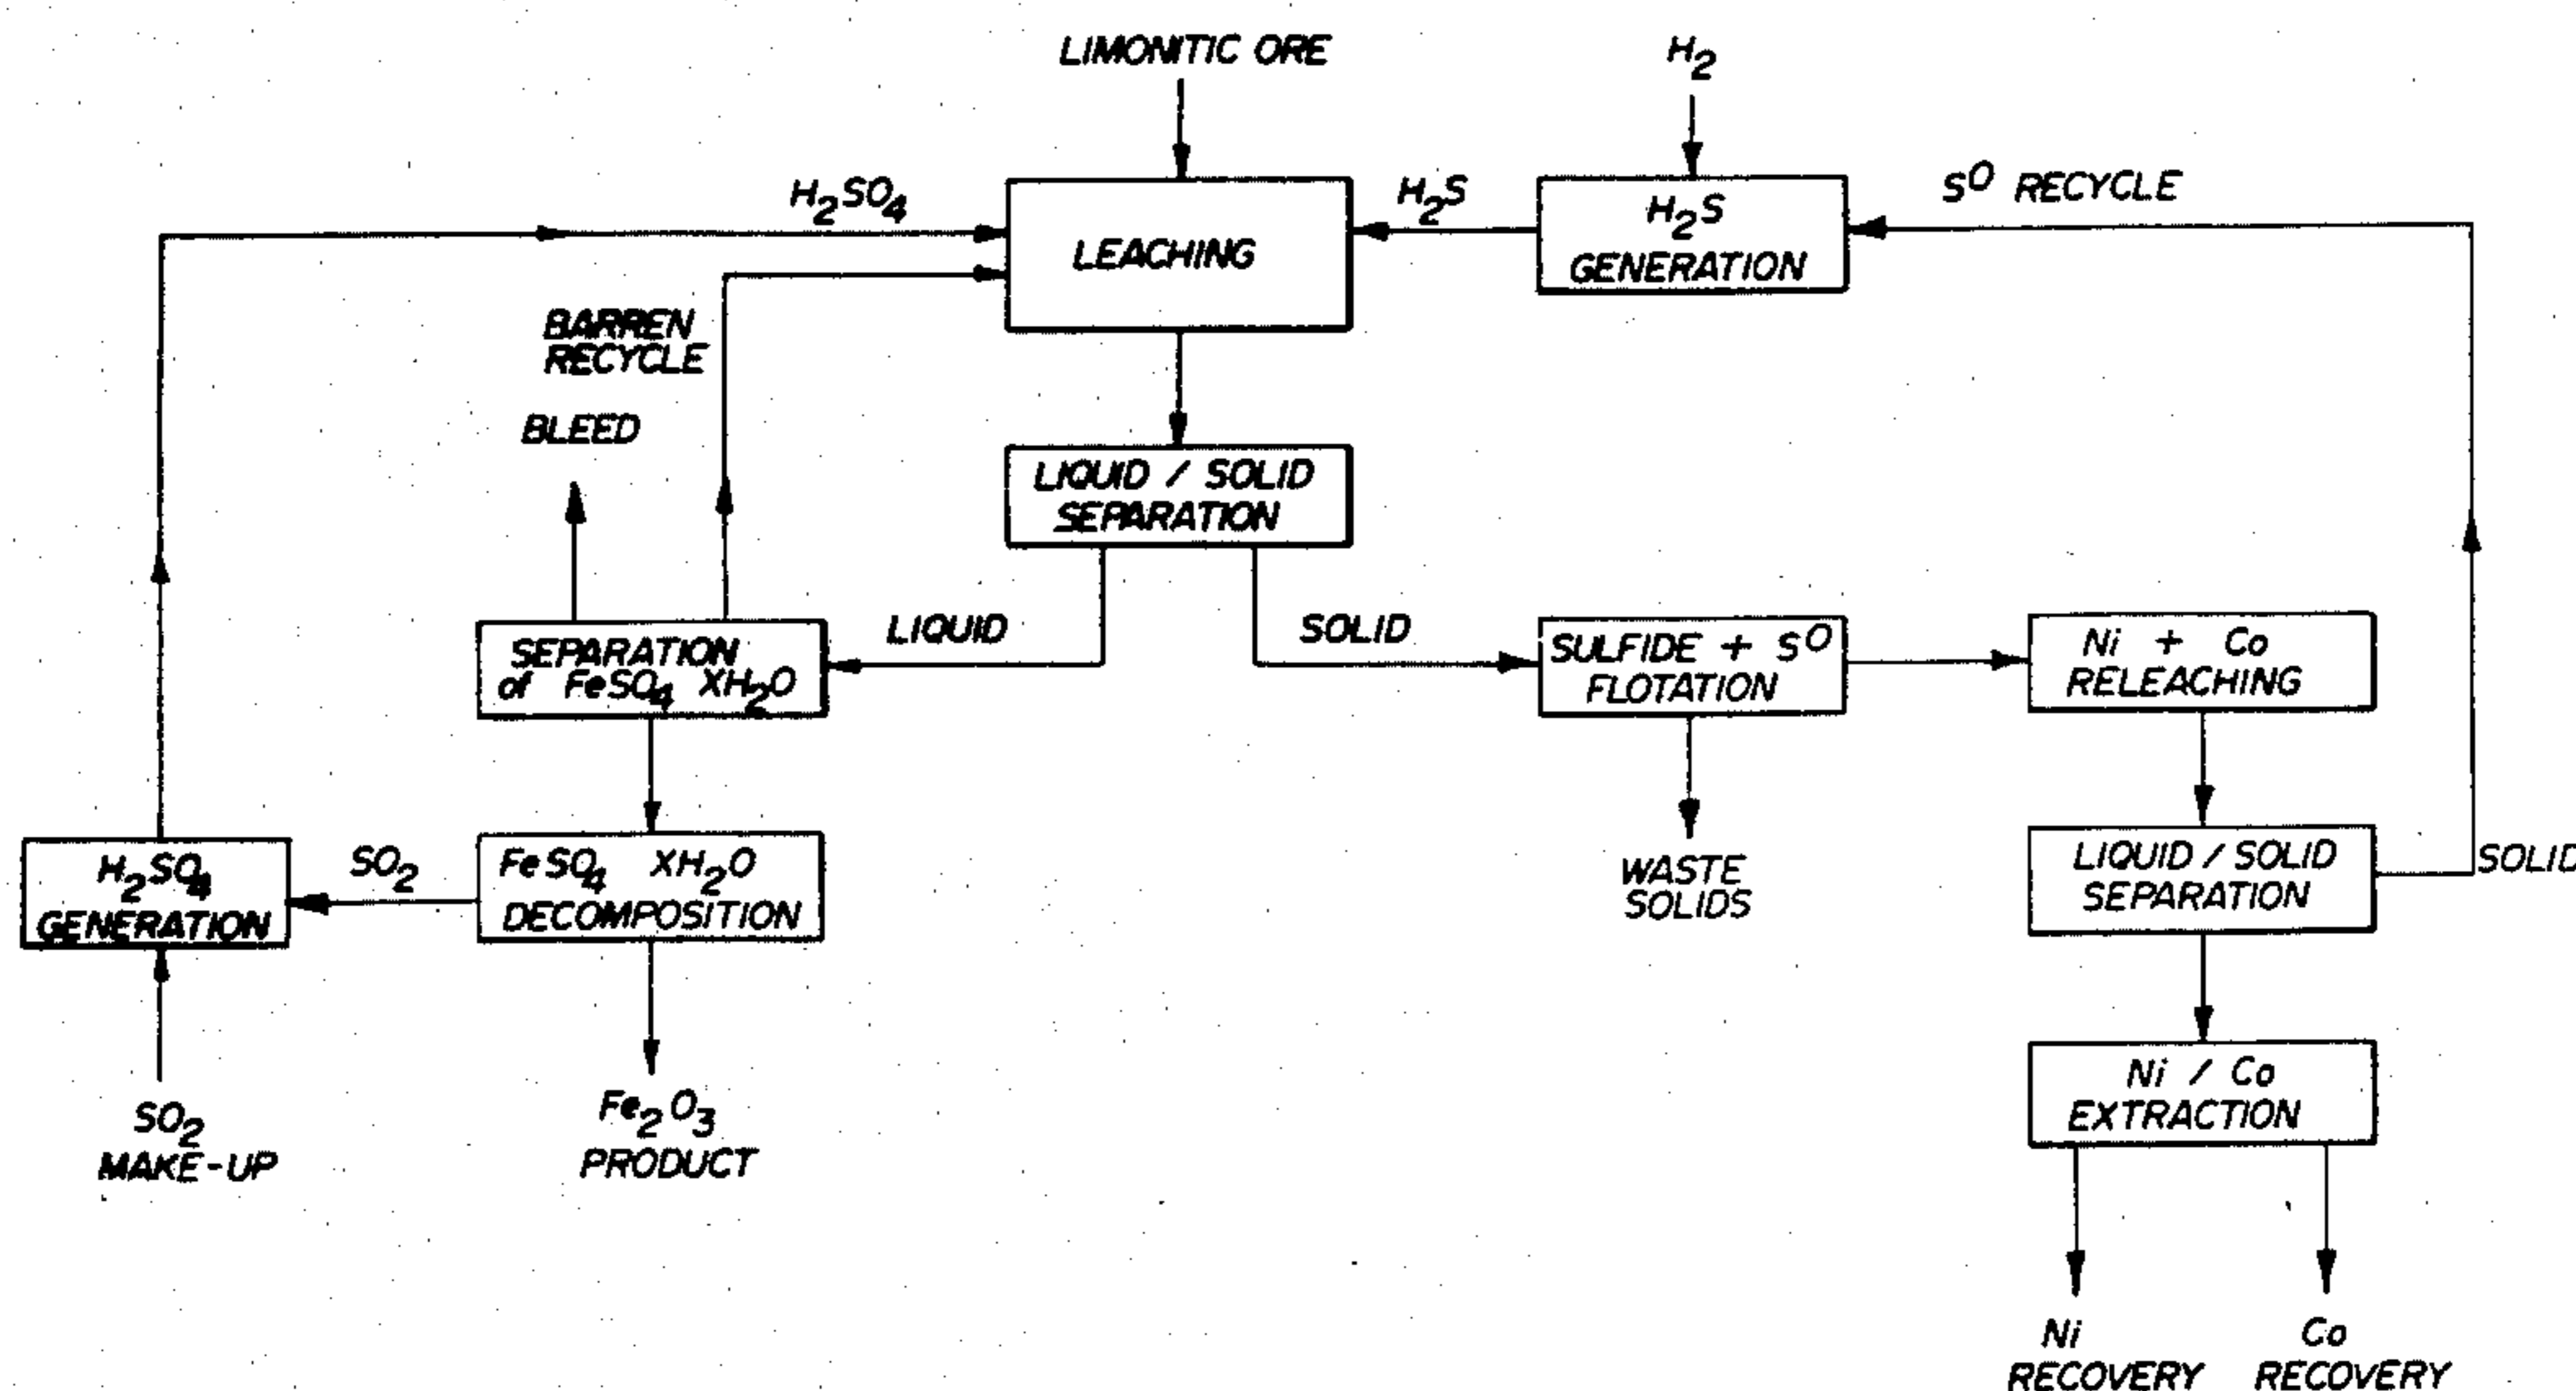 LIMONITIC ORE
H₂
H₂SO₄
LEACHING
H₂S
H₂S
GENERATION
S⁰ RECYCLE
BARREN
RECYCLE
BLEED
LIQUID / SOLID
SEPARATION
LIQUID
SOLID
SEPARATION
of FeSO₄ XH₂O
SULFIDE + S⁰
FLOTATION
Ni + Co
RELEACHING
H₂SO₄
GENERATION
SO₂
FeSO₄ XH₂O
DECOMPOSITION
WASTE
SOLIDS
LIQUID / SOLID
SEPARATION
SOLID
SO₂
MAKE-UP
Fe₂O₃
PRODUCT
Ni / Co
EXTRACTION
Ni
RECOVERY
Co
RECOVERY